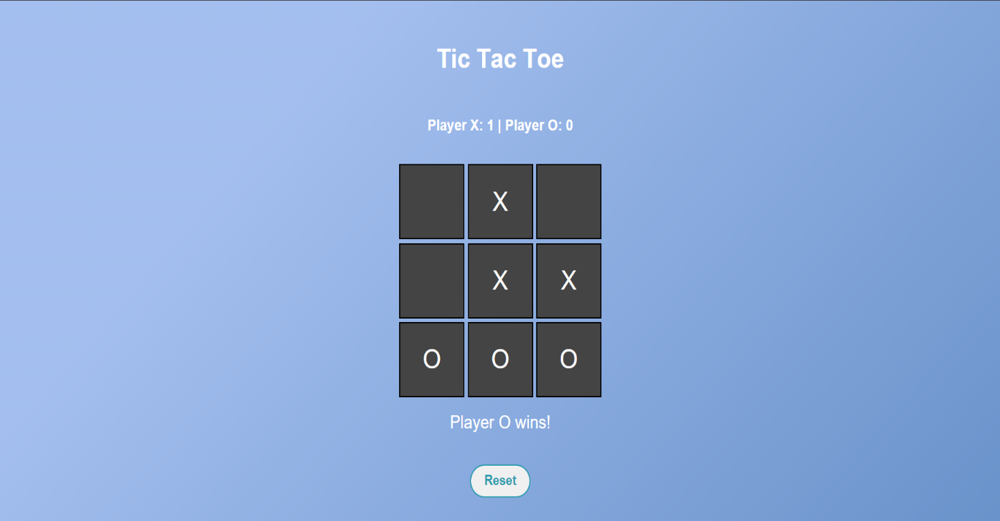 Tic Tac Toe
Player X: 1 | Player O: 0
X
X X
O O O
Player O wins!
Reset